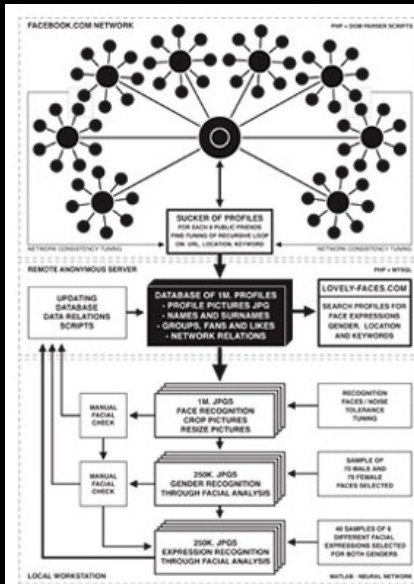 FACEBOOK.COM NETWORK
PHP + DOM PARSER SCRIPTS
SUCKER OF PROFILES
FOR EACH 8 PUBLIC FRIENDS
FINE TUNING OF RECURSIVE LOOP
ON: URL, LOCATION, KEYWORD
NETWORK CONSISTENCY TUNING
NETWORK CONSISTENCY TUNING
REMOTE ANONYMOUS SERVER
PHP + MYSQL
UPDATING
DATABASE
DATA RELATIONS
SCRIPTS
DATABASE OF 1M. PROFILES
- PROFILE PICTURES JPG
- NAMES AND SURNAMES
- GROUPS, FANS AND LIKES
- NETWORK RELATIONS
LOVELY-FACES.COM
SEARCH PROFILES FOR
FACE EXPRESSIONS
GENDER, LOCATION
AND KEYWORDS
MANUAL
FACIAL
CHECK
1M. JPGS
FACE RECOGNITION
CROP PICTURES
RESIZE PICTURES
RECOGNITION
FACES / NOISE
TOLERANCE
TUNING
MANUAL
FACIAL
CHECK
250K. JPGS
GENDER RECOGNITION
THROUGH FACIAL ANALYSIS
SAMPLE OF
70 MALE AND
70 FEMALE
FACES SELECTED
250K. JPGS
EXPRESSION RECOGNITION
THROUGH FACIAL ANALYSIS
40 SAMPLES OF 6
DIFFERENT FACIAL
EXPRESSIONS SELECTED
FOR BOTH GENDERS
LOCAL WORKSTATION
MATLAB - NEURAL NETWORK